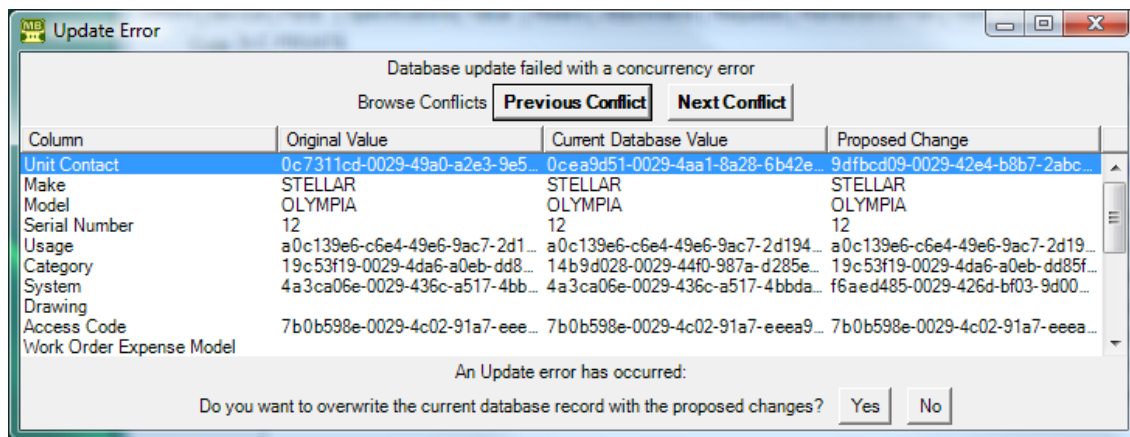 MB
Update Error
Database update failed with a concurrency error
Browse Conflicts Previous Conflict Next Conflict
Column Original Value Current Database Value Proposed Change
Unit Contact 0c7311cd-0029-49a0-a2e3-9e5... 0cea9d51-0029-4aa1-8a28-6b42e... 9dfbcd09-0029-42e4-b8b7-2abc...
Make STELLAR STELLAR STELLAR
Model OLYMPIA OLYMPIA OLYMPIA
Serial Number 12 12 12
Usage a0c139e6-c6e4-49e6-9ac7-2d1... a0c139e6-c6e4-49e6-9ac7-2d194... a0c139e6-c6e4-49e6-9ac7-2d19...
Category 19c53f19-0029-4da6-a0eb-dd8... 14b9d028-0029-44f0-987a-d285e... 19c53f19-0029-4da6-a0eb-dd85f...
System 4a3ca06e-0029-436c-a517-4bb... 4a3ca06e-0029-436c-a517-4bbda... f6aed485-0029-426d-bf03-9d00...
Drawing
Access Code 7b0b598e-0029-4c02-91a7-eee... 7b0b598e-0029-4c02-91a7-eeea9... 7b0b598e-0029-4c02-91a7-eeea...
Work Order Expense Model
An Update error has occurred:
Do you want to overwrite the current database record with the proposed changes? Yes No